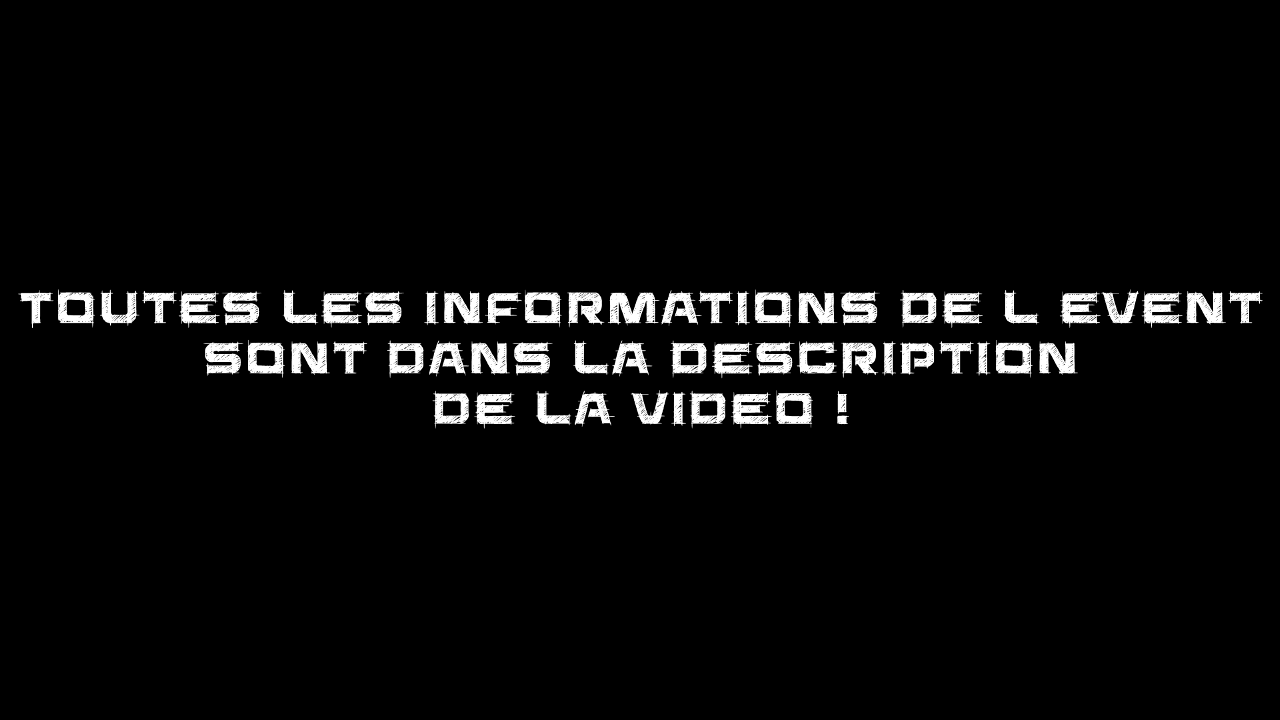 TOUTES LES INFORMATIONS DE L EVENT
SONT DANS LA DESCRIPTION
DE LA VIDEO !